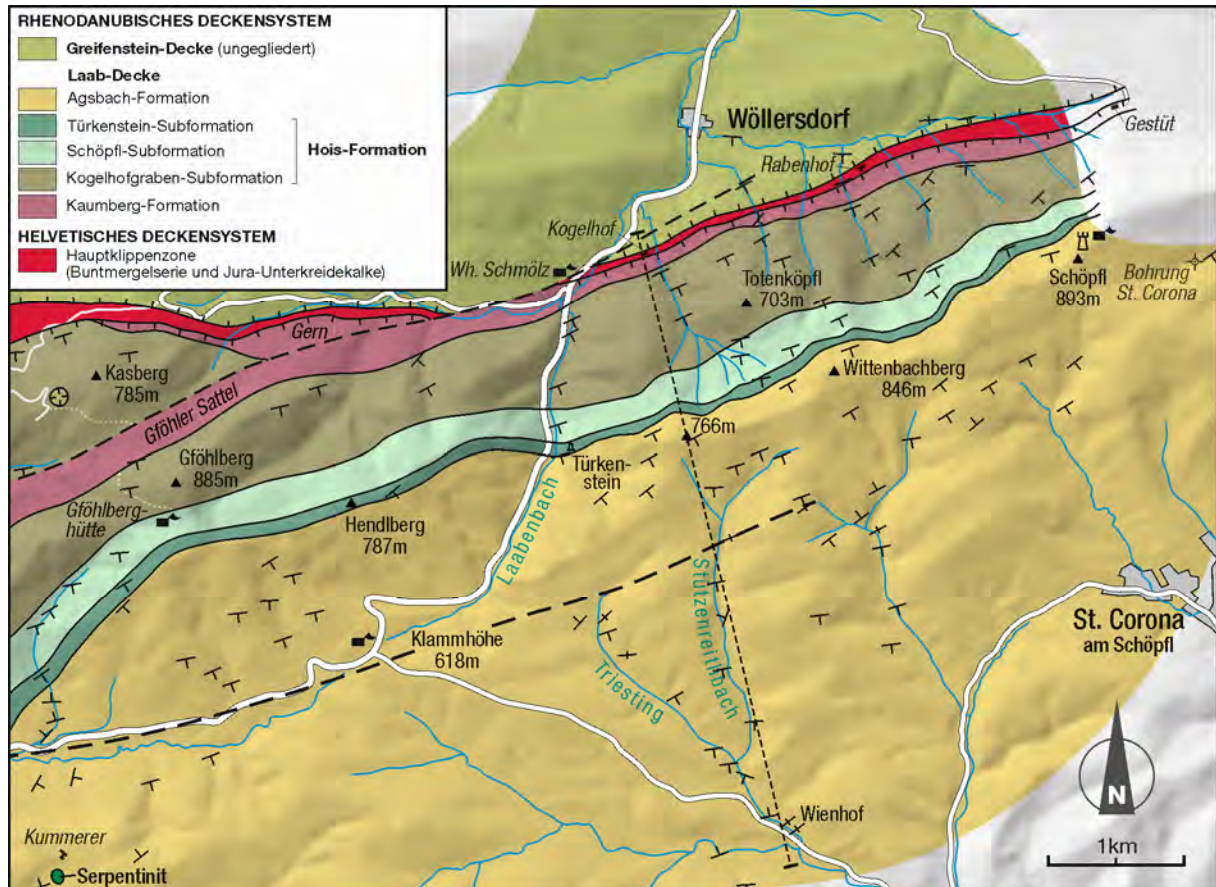 RHENODANUBISCHES DECKENSYSTEM
Greifenstein-Decke (ungegliedert)
Laab-Decke
Agsbach-Formation
Türkenstein-Subformation
Schöpfl-Subformation
Hois-Formation
Kogelhofgraben-Subformation
Kaumberg-Formation
HELVETISCHES DECKENSYSTEM
Hauptklippenzone
(Buntmergelserie und Jura-Unterkreidekalke)
Wöllersdorf
Gestüt
Rabenhof
Kogelhof
Wh. Schmölz
Totenköpfl
703m
Schöpfl
893m
Bohrung
St. Corona
Gern
Kasberg
785m
Wittenbachberg
846m
Gföhler Sattel
766m
Gföhlberg
885m
Türken-
stein
Gföhlberg-
hütte
Hendlberg
787m
Laabenbach
Stützenreithbach
St. Corona
am Schöpfl
Klammhöhe
618m
Triesting
Wienhof
N
1km
Kummerer
Serpentinit